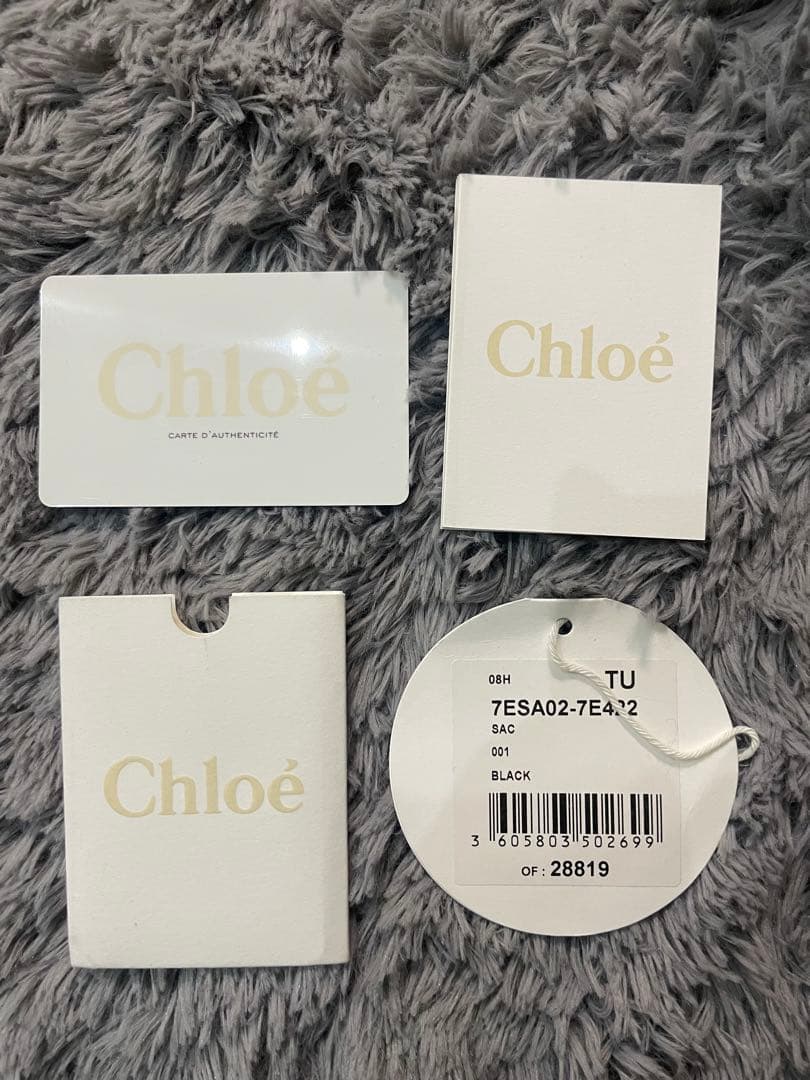 Chloé
CARTE D'AUTHENTICITÉ
Chloé
Chloé
08H TU
SAC
001
BLACK
3 605803 502699
OF : 28819